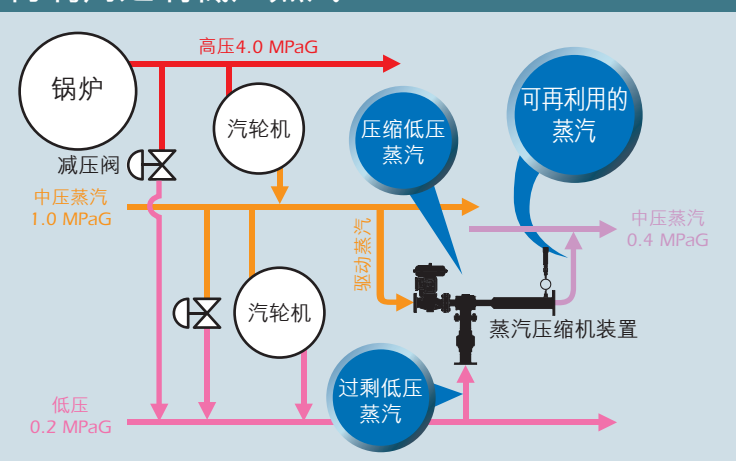 高压4.0 MPaG
锅炉
汽轮机
压缩低压
蒸汽
可再利用的
蒸汽
减压阀
中压蒸汽
1.0 MPaG
驱动蒸汽
中压蒸汽
0.4 MPaG
汽轮机
蒸汽压缩机装置
过剩低压
蒸汽
低压
0.2 MPaG